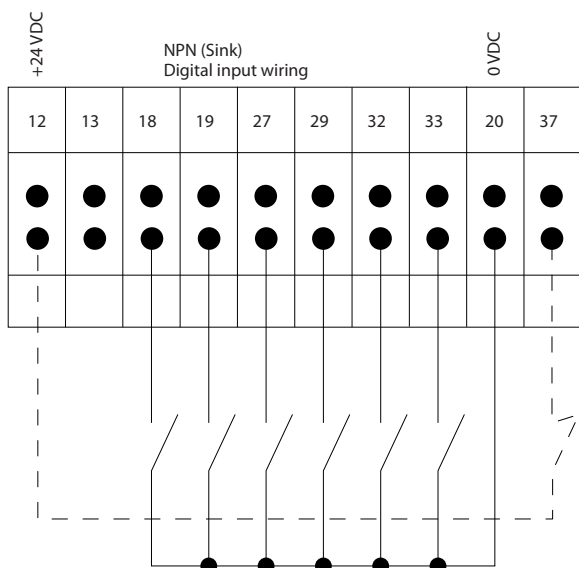 +24 VDC
NPN (Sink)
Digital input wiring
0 VDC
12 13 18 19 27 29 32 33 20 37